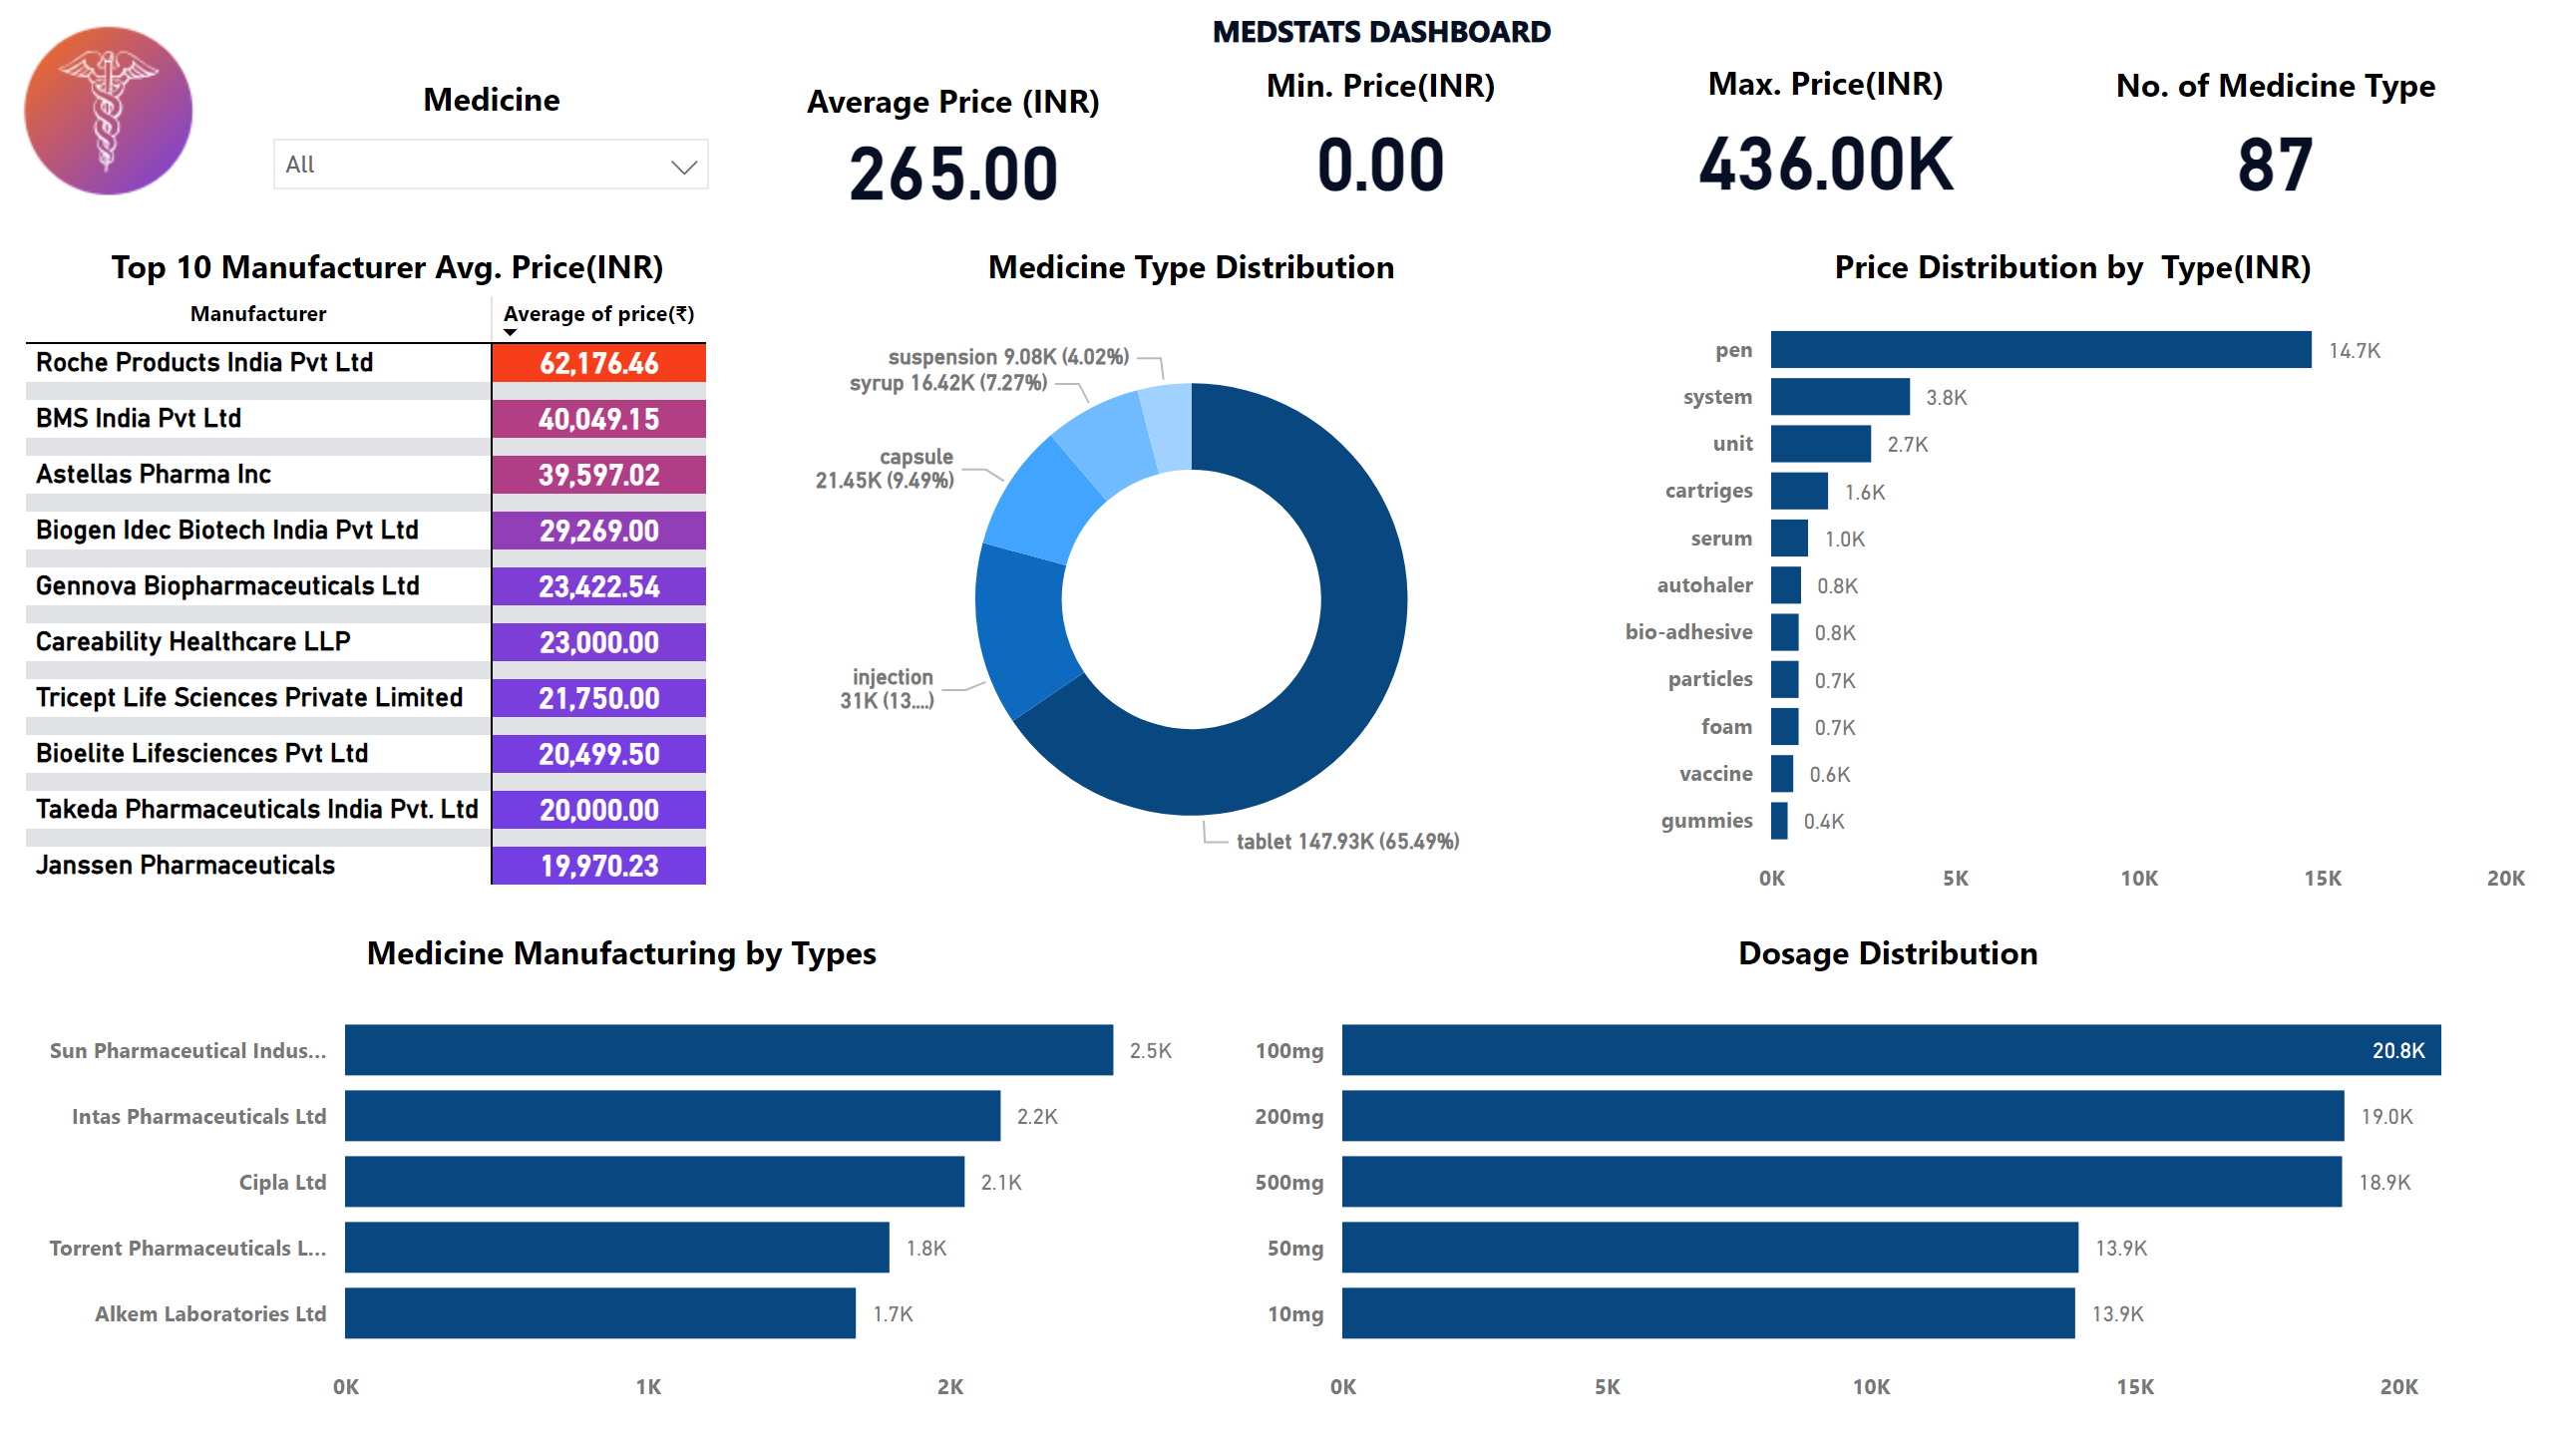 MEDSTATS DASHBOARD
Medicine
All
Average Price (INR)
265.00
Min. Price(INR)
0.00
Max. Price(INR)
436.00K
No. of Medicine Type
87
Top 10 Manufacturer Avg. Price(INR)
Manufacturer Average of price(₹)
Roche Products India Pvt Ltd 62,176.46
BMS India Pvt Ltd 40,049.15
Astellas Pharma Inc 39,597.02
Biogen Idec Biotech India Pvt Ltd 29,269.00
Gennova Biopharmaceuticals Ltd 23,422.54
Careability Healthcare LLP 23,000.00
Tricept Life Sciences Private Limited 21,750.00
Bioelite Lifesciences Pvt Ltd 20,499.50
Takeda Pharmaceuticals India Pvt. Ltd 20,000.00
Janssen Pharmaceuticals 19,970.23
Medicine Type Distribution
suspension 9.08K (4.02%)
syrup 16.42K (7.27%)
capsule
21.45K (9.49%)
injection
31K (13....)
tablet 147.93K (65.49%)
Price Distribution by Type(INR)
pen 14.7K
system 3.8K
unit 2.7K
cartriges 1.6K
serum 1.0K
autohaler 0.8K
bio-adhesive 0.8K
particles 0.7K
foam 0.7K
vaccine 0.6K
gummies 0.4K
0K 5K 10K 15K 20K
Medicine Manufacturing by Types
Sun Pharmaceutical Indus... 2.5K
Intas Pharmaceuticals Ltd 2.2K
Cipla Ltd 2.1K
Torrent Pharmaceuticals L... 1.8K
Alkem Laboratories Ltd 1.7K
0K 1K 2K
Dosage Distribution
100mg 20.8K
200mg 19.0K
500mg 18.9K
50mg 13.9K
10mg 13.9K
0K 5K 10K 15K 20K